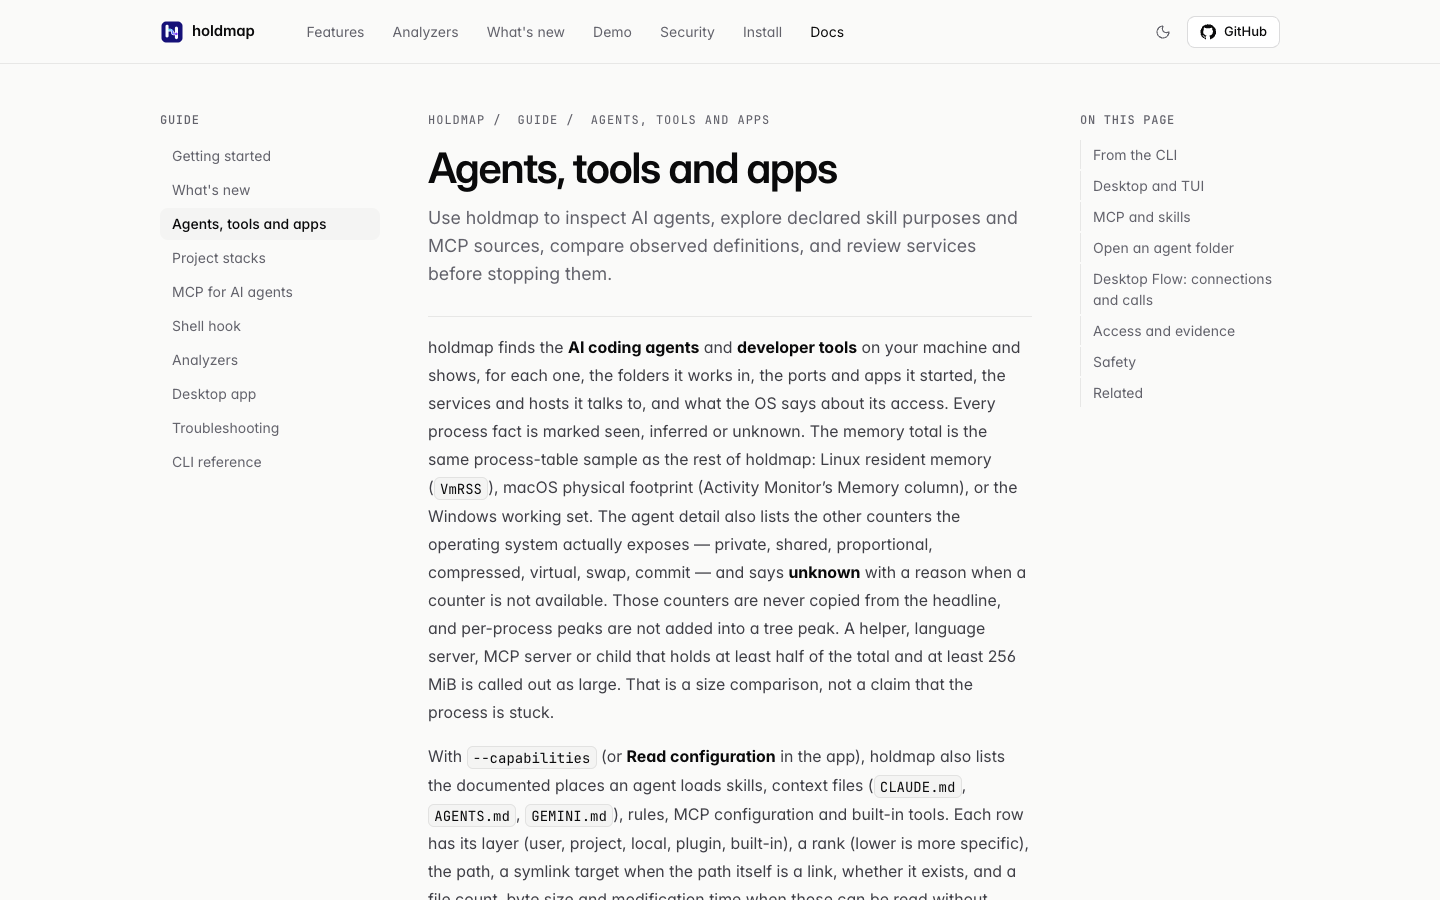 holdmap
Features
Analyzers
What's new
Demo
Security
Install
Docs
GitHub
GUIDE
Getting started
What's new
Agents, tools and apps
Project stacks
MCP for AI agents
Shell hook
Analyzers
Desktop app
Troubleshooting
CLI reference
HOLDMAP / GUIDE / AGENTS, TOOLS AND APPS
Agents, tools and apps
Use holdmap to inspect AI agents, explore declared skill purposes and
MCP sources, compare observed definitions, and review services
before stopping them.
holdmap finds the AI coding agents and developer tools on your machine and
shows, for each one, the folders it works in, the ports and apps it started, the
services and hosts it talks to, and what the OS says about its access. Every
process fact is marked seen, inferred or unknown. The memory total is the
same process-table sample as the rest of holdmap: Linux resident memory
(VmRSS), macOS physical footprint (Activity Monitor’s Memory column), or the
Windows working set. The agent detail also lists the other counters the
operating system actually exposes — private, shared, proportional,
compressed, virtual, swap, commit — and says unknown with a reason when a
counter is not available. Those counters are never copied from the headline,
and per-process peaks are not added into a tree peak. A helper, language
server, MCP server or child that holds at least half of the total and at least 256
MiB is called out as large. That is a size comparison, not a claim that the
process is stuck.
With --capabilities (or Read configuration in the app), holdmap also lists
the documented places an agent loads skills, context files (CLAUDE.md,
AGENTS.md, GEMINI.md), rules, MCP configuration and built-in tools. Each row
has its layer (user, project, local, plugin, built-in), a rank (lower is more specific),
the path, a symlink target when the path itself is a link, whether it exists, and a
file count, byte size and modification time when those can be read without
ON THIS PAGE
From the CLI
Desktop and TUI
MCP and skills
Open an agent folder
Desktop Flow: connections
and calls
Access and evidence
Safety
Related